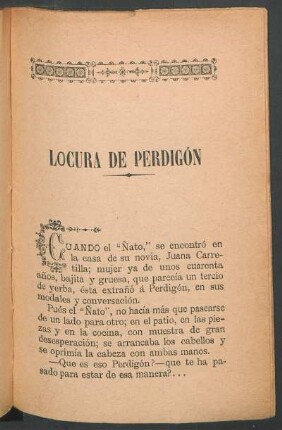 LOCURA DE PERDIGÓN
CUANDO el "Ñato," se encontró en
la casa de su novia, Juana Carre-
tilla; mujer ya de unos cuarenta
años, bajita y gruesa, que parecía un tercio
de yerba, ésta extrañó á Perdigón, en sus
modales y conversación.
Pués el "Ñato", no hacía más que pasearse
de un lado para otro; en el patio, en las pie-
zas y en la cocina, con muestra de gran
desesperación; se arrancaba los cabellos y
se oprimía la cabeza con ambas manos.
—Que es eso Perdigón?—que te ha pa-
sado para estar de esa manera?...